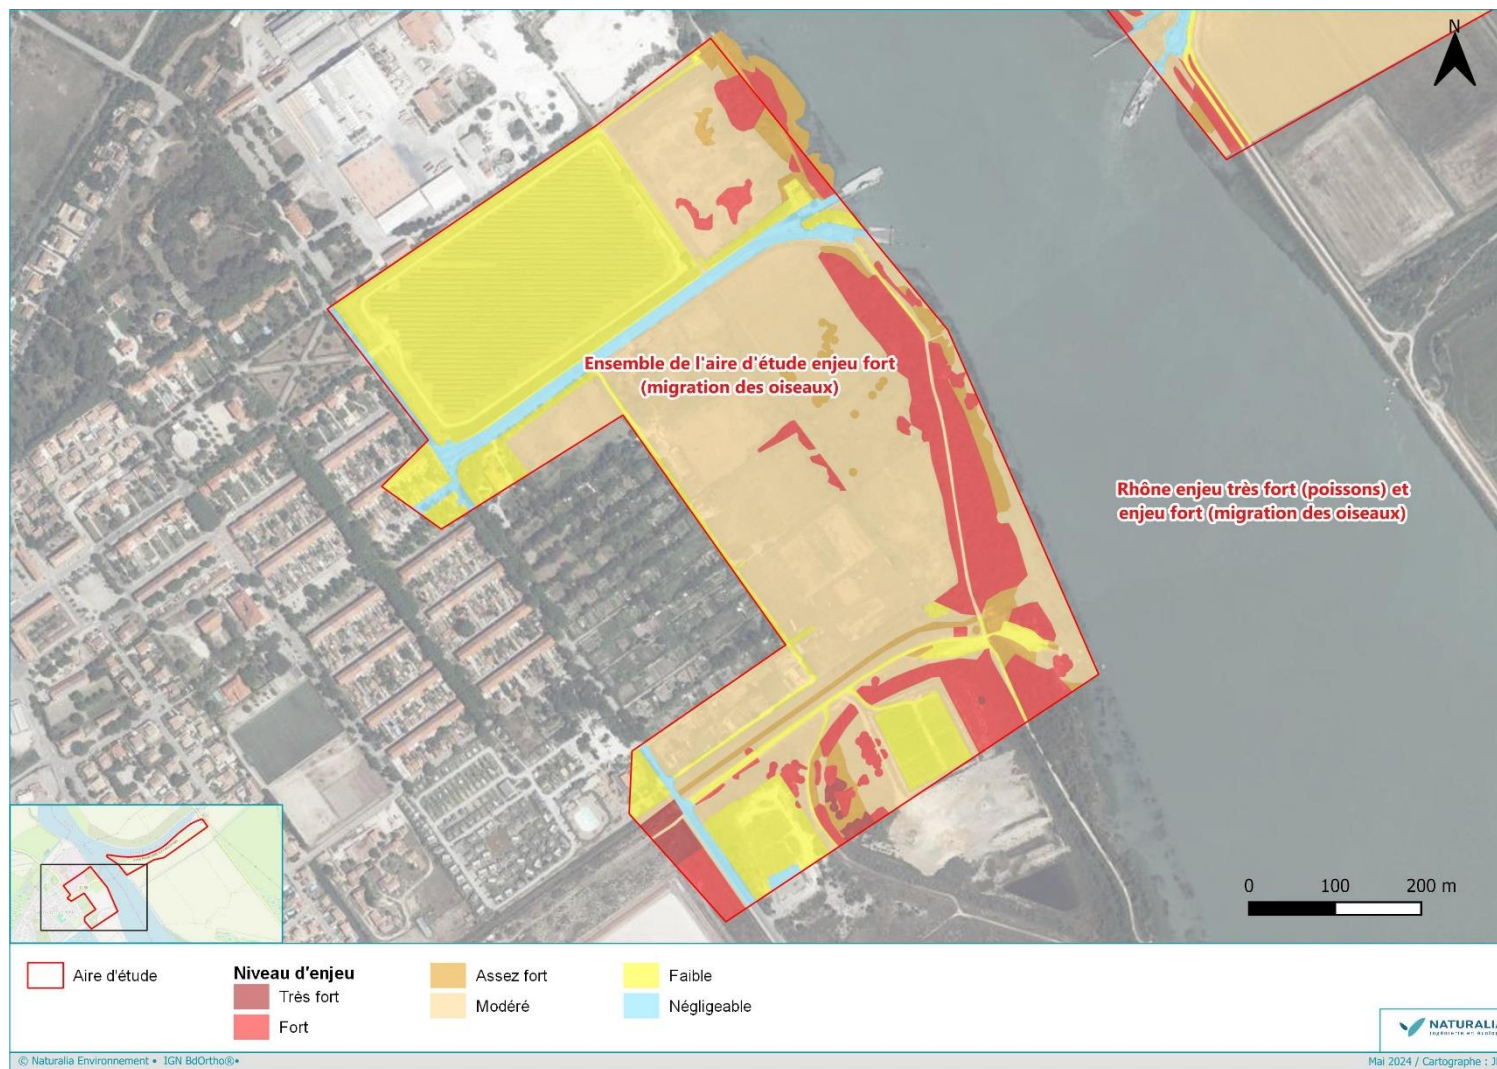 N
Ensemble de l'aire d'étude enjeu fort
(migration des oiseaux)
Rhône enjeu très fort (poissons) et
enjeu fort (migration des oiseaux)
0 100 200 m
Aire d'étude
Niveau d'enjeu
Très fort
Fort
Assez fort
Modéré
Faible
Négligeable
NATURALIA
© Naturalia Environnement • IGN BdOrtho®•
Mai 2024 / Cartographe :